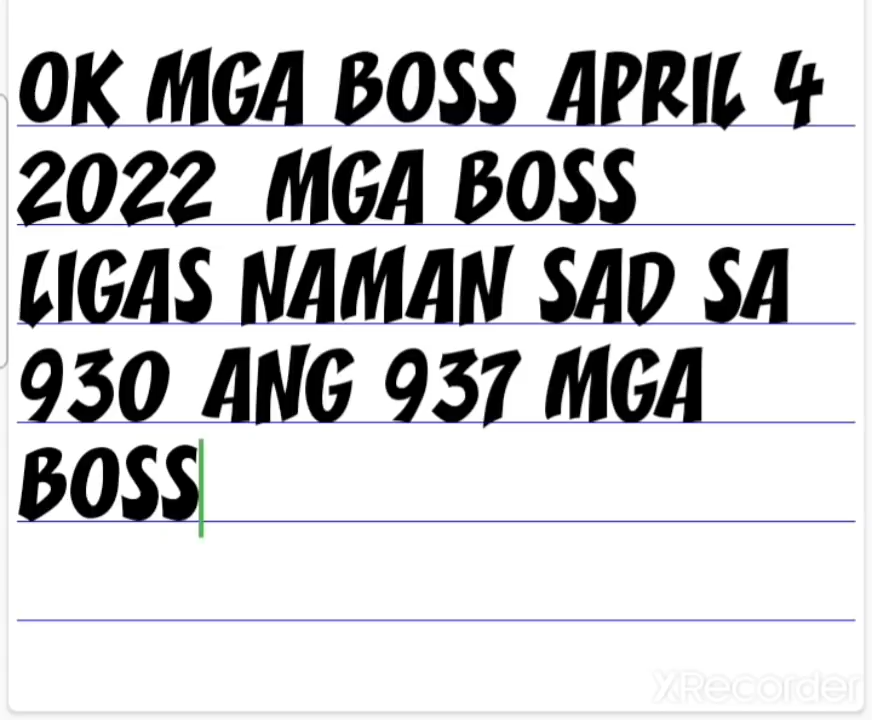 OK MGA BOSS APRIL 4
2022 MGA BOSS
LIGAS NAMAN SAD SA
930 ANG 937 MGA
BOSS
XRecorder